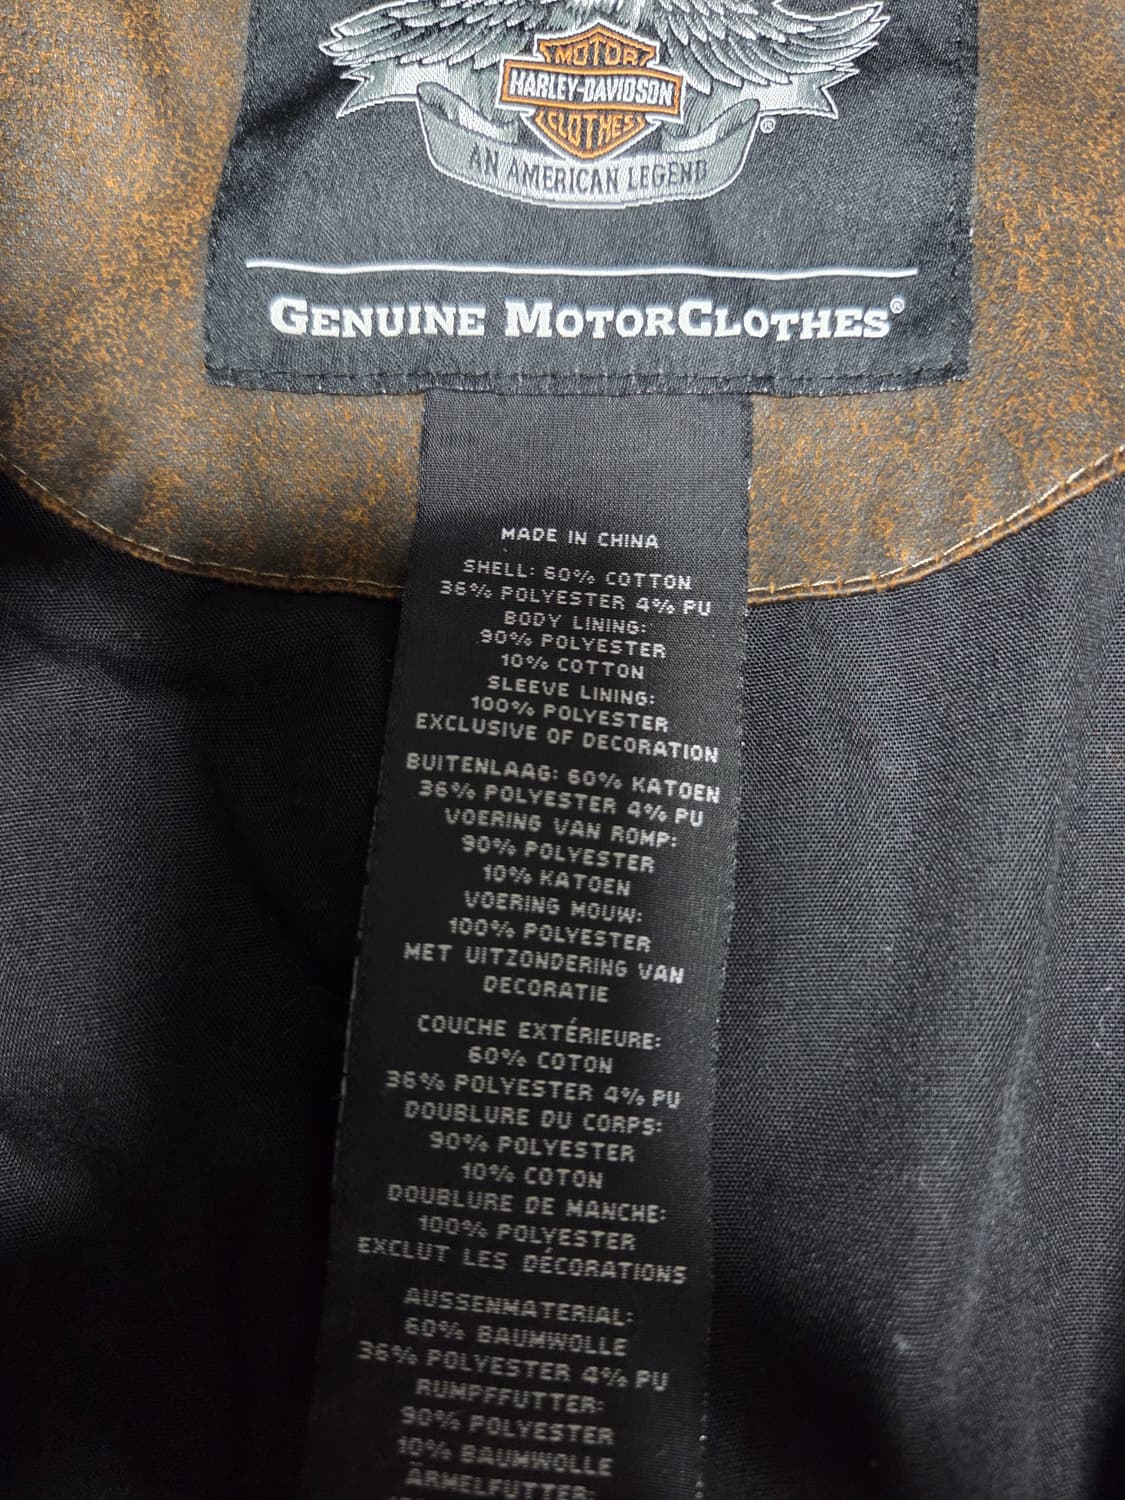 MOTOR
HARLEY-DAVIDSON
CLOTHES
®
AN AMERICAN LEGEND
GENUINE MOTORCLOTHES®
MADE IN CHINA
SHELL: 60% COTTON
36% POLYESTER 4% PU
BODY LINING:
90% POLYESTER
10% COTTON
SLEEVE LINING:
100% POLYESTER
EXCLUSIVE OF DECORATION
BUITENLAAG: 60% KATOEN
36% POLYESTER 4% PU
VOERING VAN ROMP:
90% POLYESTER
10% KATOEN
VOERING MOUW:
100% POLYESTER
MET UITZONDERING VAN
DECORATIE
COUCHE EXTÉRIEURE:
60% COTON
36% POLYESTER 4% PU
DOUBLURE DU CORPS:
90% POLYESTER
10% COTON
DOUBLURE DE MANCHE:
100% POLYESTER
EXCLUT LES DÉCORATIONS
AUSSENMATERIAL:
60% BAUMWOLLE
36% POLYESTER 4% PU
RUMPFFUTTER:
90% POLYESTER
10% BAUMWOLLE
ÄRMELFUTTER: